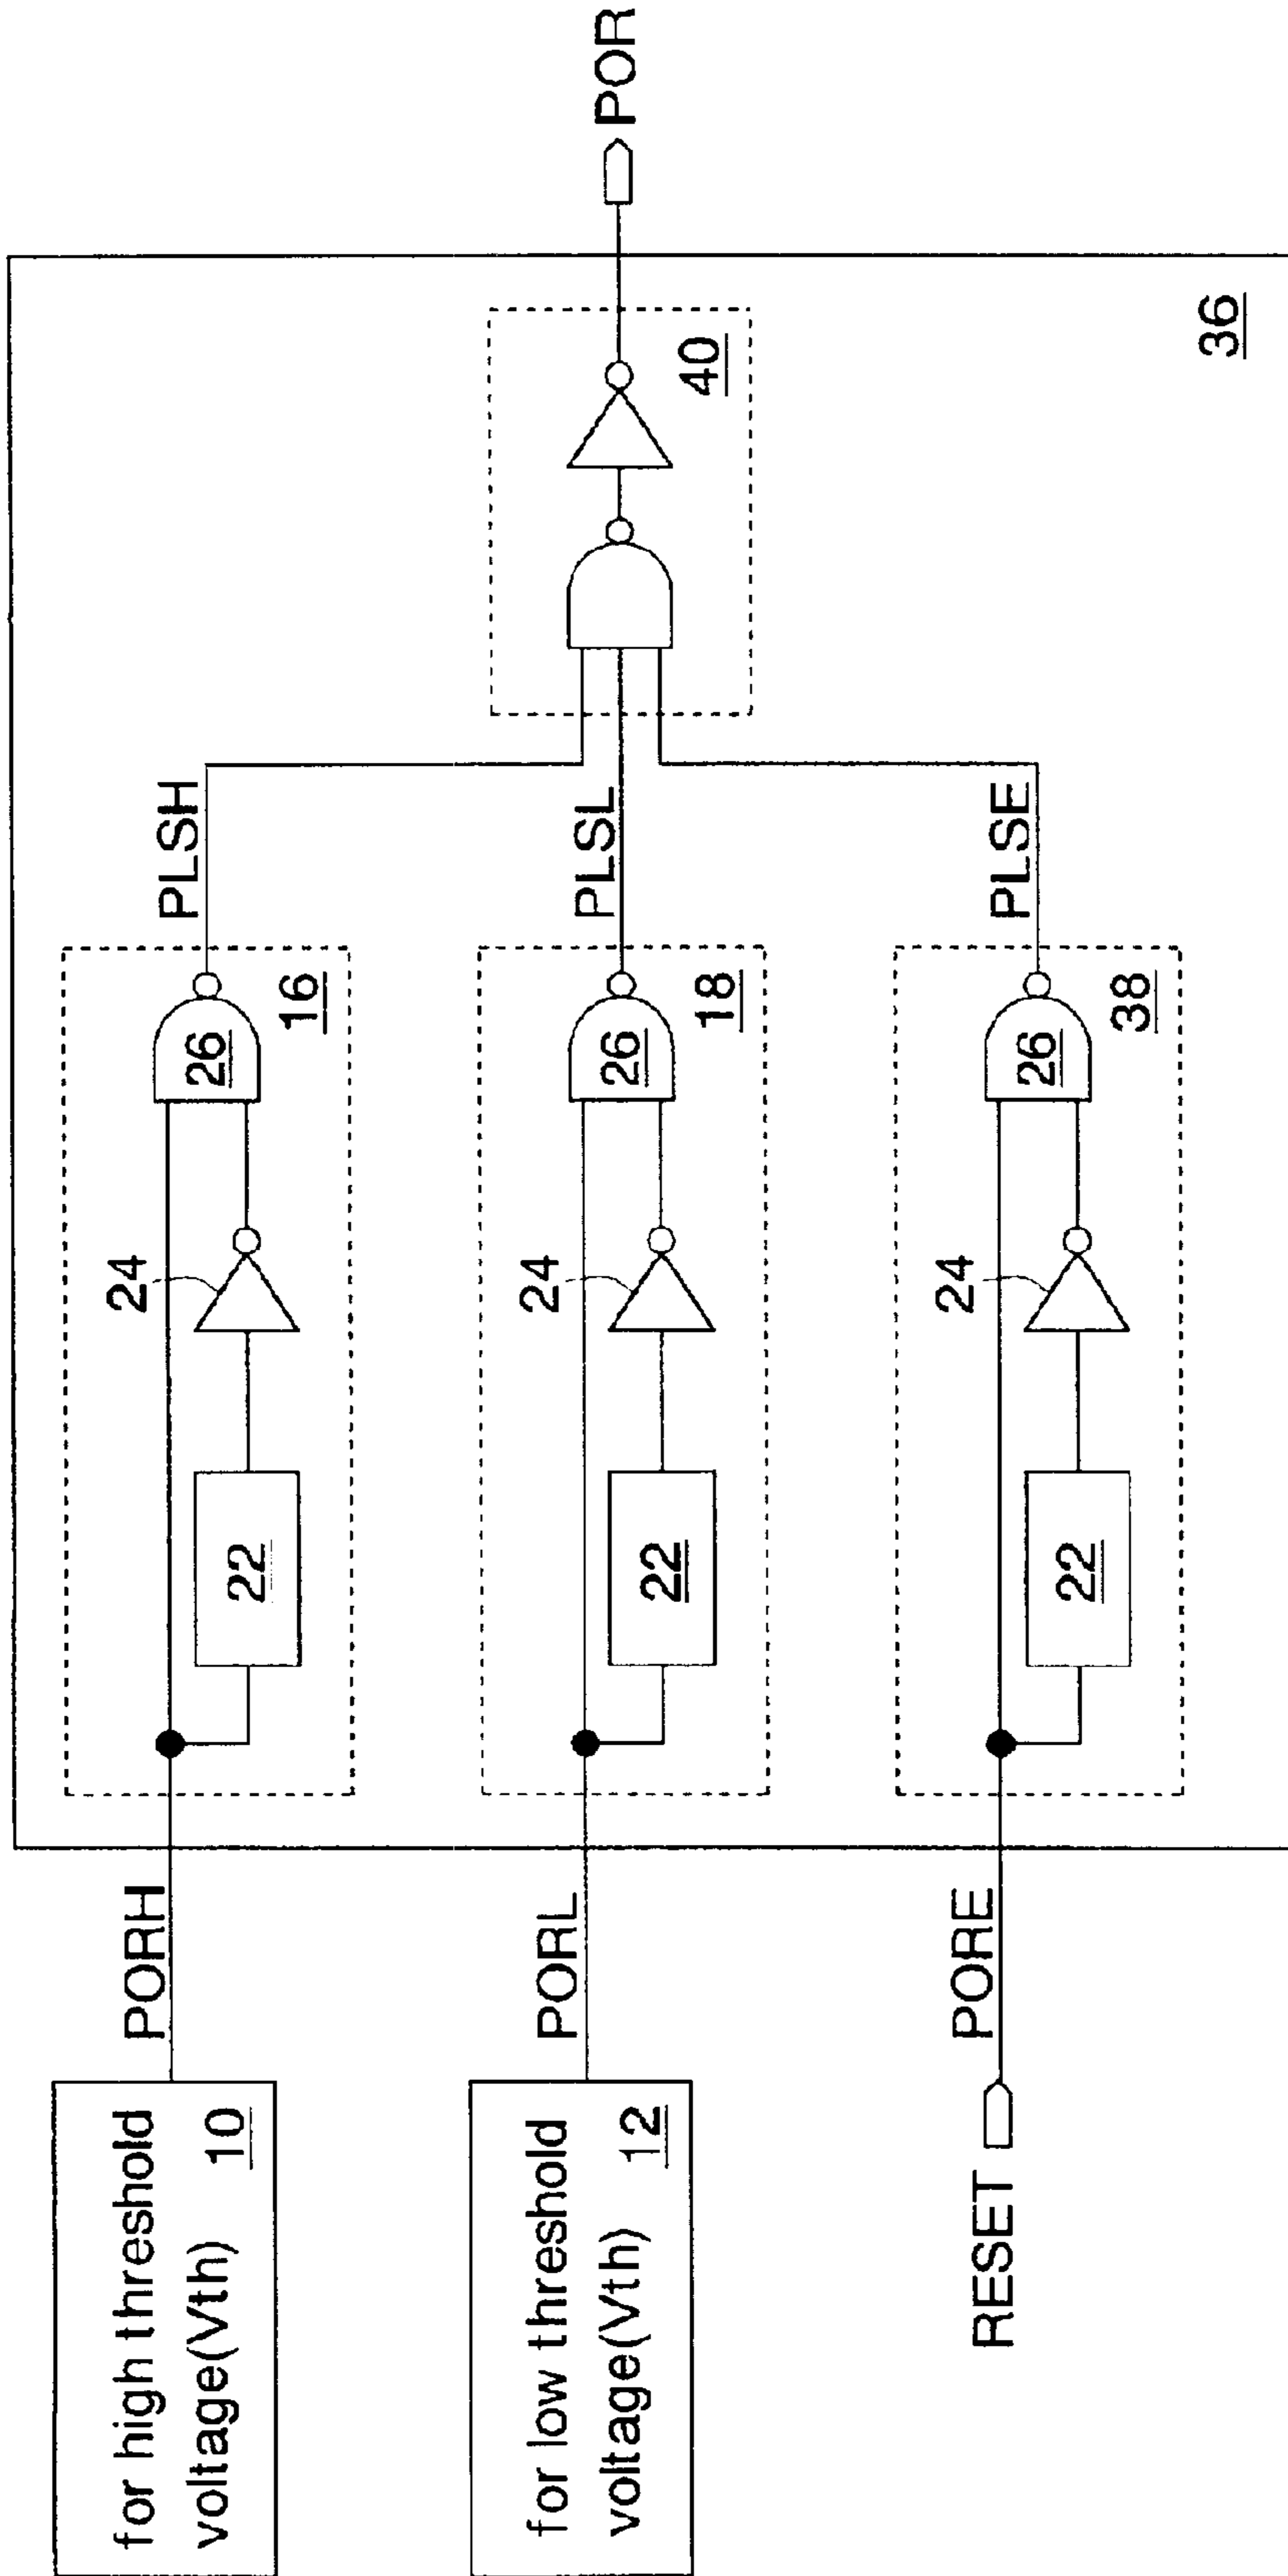 for high threshold
voltage(Vth) 10
PORH
22
24
26
16
PLSH
for low threshold
voltage(Vth) 12
PORL
22
24
26
18
PLSL
40
POR
RESET
PORE
22
24
26
38
PLSE
36